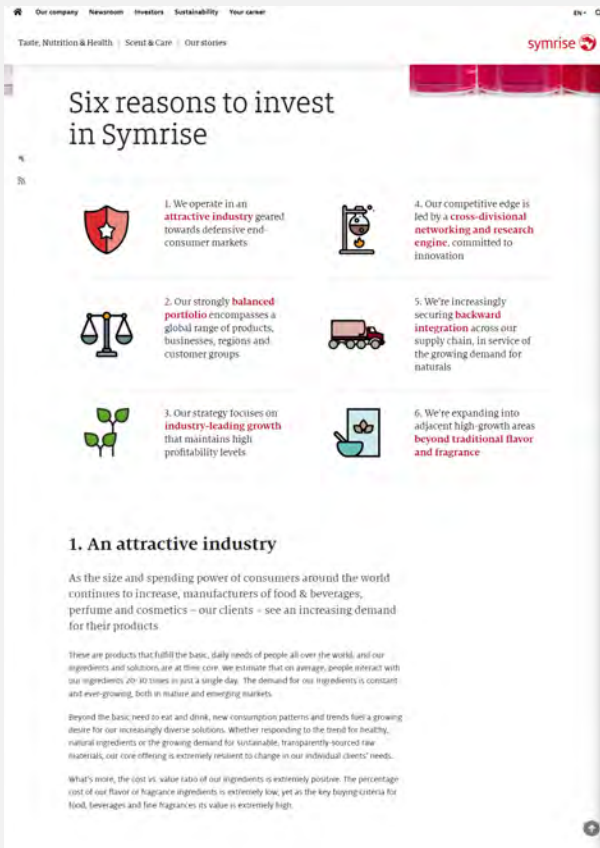 Our company Newsroom Investors Sustainability Your career
EN
Taste, Nutrition & Health | Scent & Care | Our stories
symrise
Six reasons to invest
in Symrise
1. We operate in an
attractive industry geared
towards defensive end-
consumer markets
2. Our strongly balanced
portfolio encompasses a
global range of products,
businesses, regions and
customer groups
3. Our strategy focuses on
industry-leading growth
that maintains high
profitability levels
4. Our competitive edge is
led by a cross-divisional
networking and research
engine, committed to
innovation
5. We're increasingly
securing backward
integration across our
supply chain, in service of
the growing demand for
naturals
6. We're expanding into
adjacent high-growth areas
beyond traditional flavor
and fragrance
1. An attractive industry
As the size and spending power of consumers around the world
continues to increase, manufacturers of food & beverages,
perfume and cosmetics – our clients – see an increasing demand
for their products
These are products that fulfill the basic, daily needs of people all over the world, and our
ingredients and solutions are at their core. We estimate that on average, people interact with
our ingredients 20-30 times in just a single day. The demand for our ingredients is constant
and ever-growing, both in mature and emerging markets.
Beyond the basic need to eat and drink, new consumption patterns and trends fuel a growing
desire for our increasingly diverse solutions. Whether responding to the trend for healthy,
natural ingredients or the growing demand for sustainable, transparently-sourced raw
materials, our core offering is extremely resilient to change in our individual clients' needs.
What's more, the cost vs. value ratio of our ingredients is extremely positive. The percentage
cost of our flavor or fragrance ingredients is extremely low, yet as the key buying criteria for
food, beverages and fine fragrances its value is extremely high.